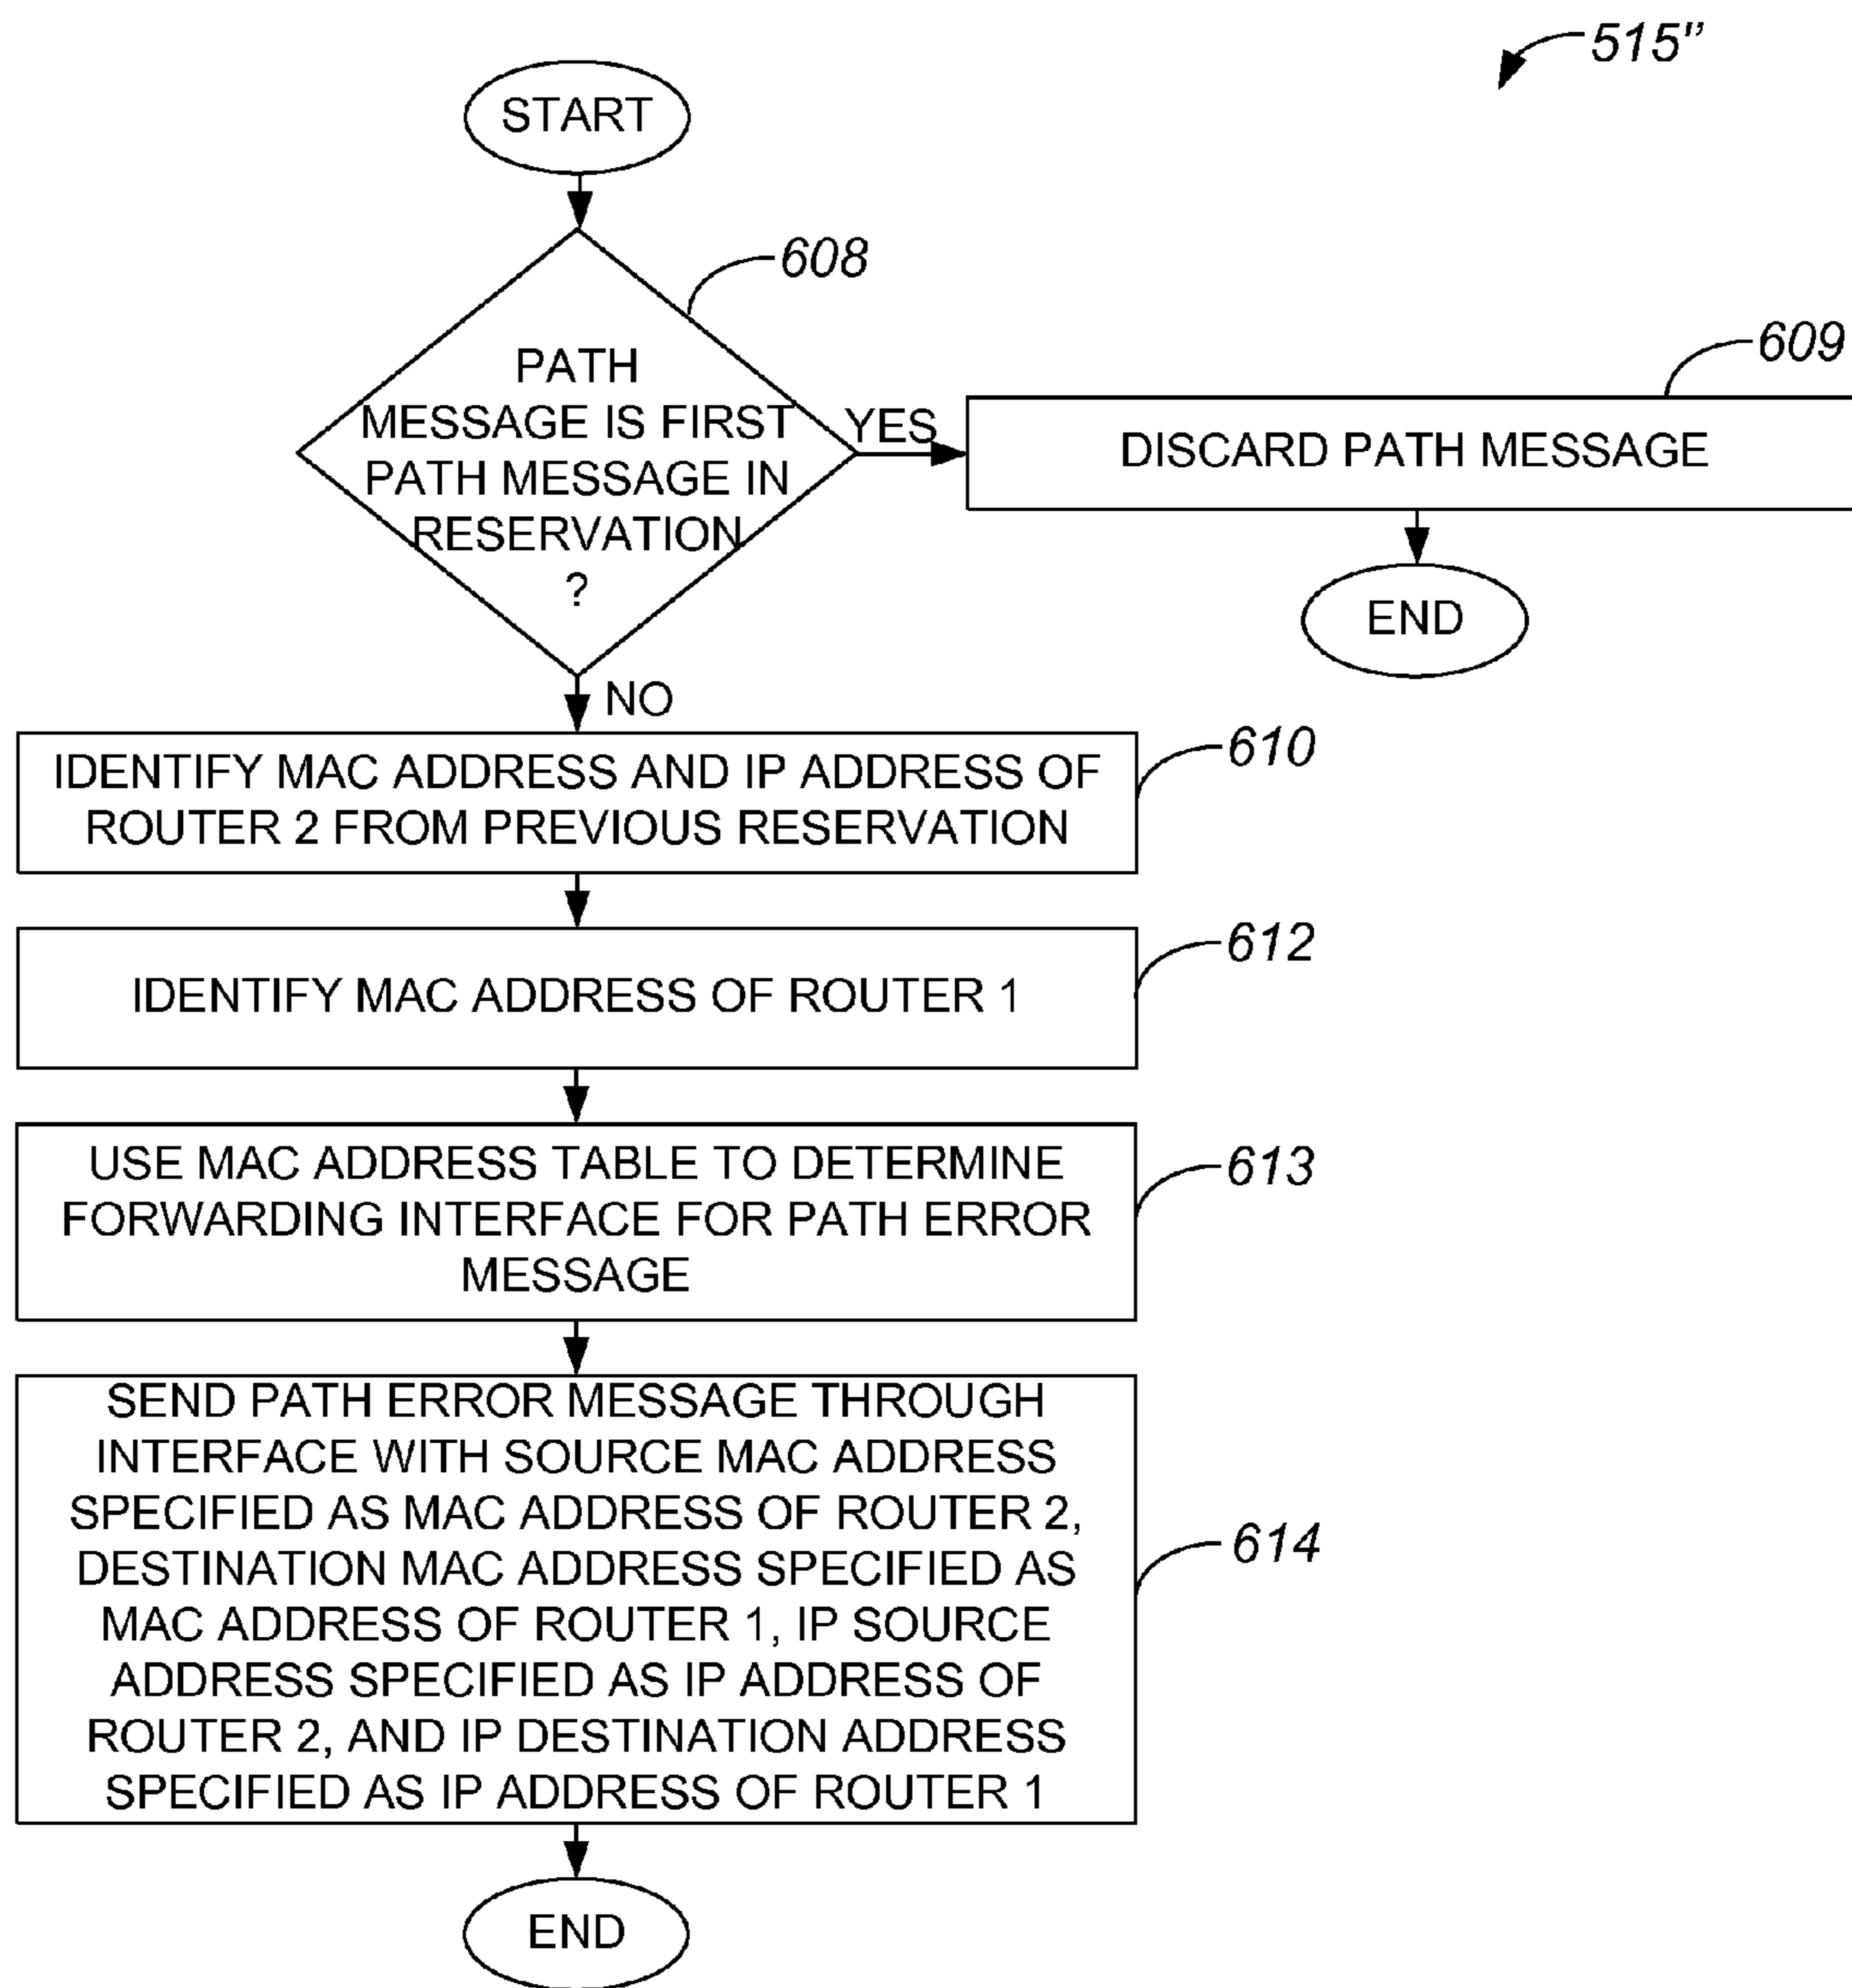 515"
START
608
PATH
MESSAGE IS FIRST
PATH MESSAGE IN
RESERVATION
?
YES
609
DISCARD PATH MESSAGE
END
NO
610
IDENTIFY MAC ADDRESS AND IP ADDRESS OF
ROUTER 2 FROM PREVIOUS RESERVATION
612
IDENTIFY MAC ADDRESS OF ROUTER 1
613
USE MAC ADDRESS TABLE TO DETERMINE
FORWARDING INTERFACE FOR PATH ERROR
MESSAGE
614
SEND PATH ERROR MESSAGE THROUGH
INTERFACE WITH SOURCE MAC ADDRESS
SPECIFIED AS MAC ADDRESS OF ROUTER 2,
DESTINATION MAC ADDRESS SPECIFIED AS
MAC ADDRESS OF ROUTER 1, IP SOURCE
ADDRESS SPECIFIED AS IP ADDRESS OF
ROUTER 2, AND IP DESTINATION ADDRESS
SPECIFIED AS IP ADDRESS OF ROUTER 1
END